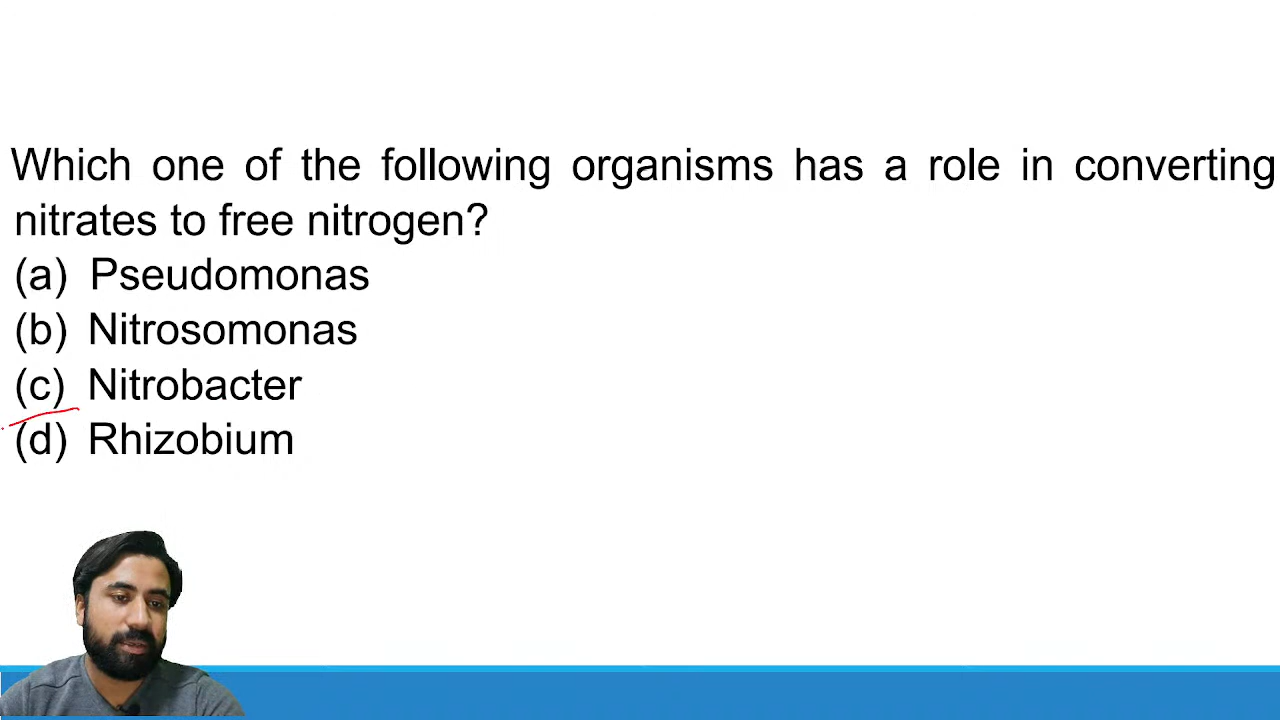 Which one of the following organisms has a role in converting
nitrates to free nitrogen?
(a) Pseudomonas
(b) Nitrosomonas
(c) Nitrobacter
(d) Rhizobium